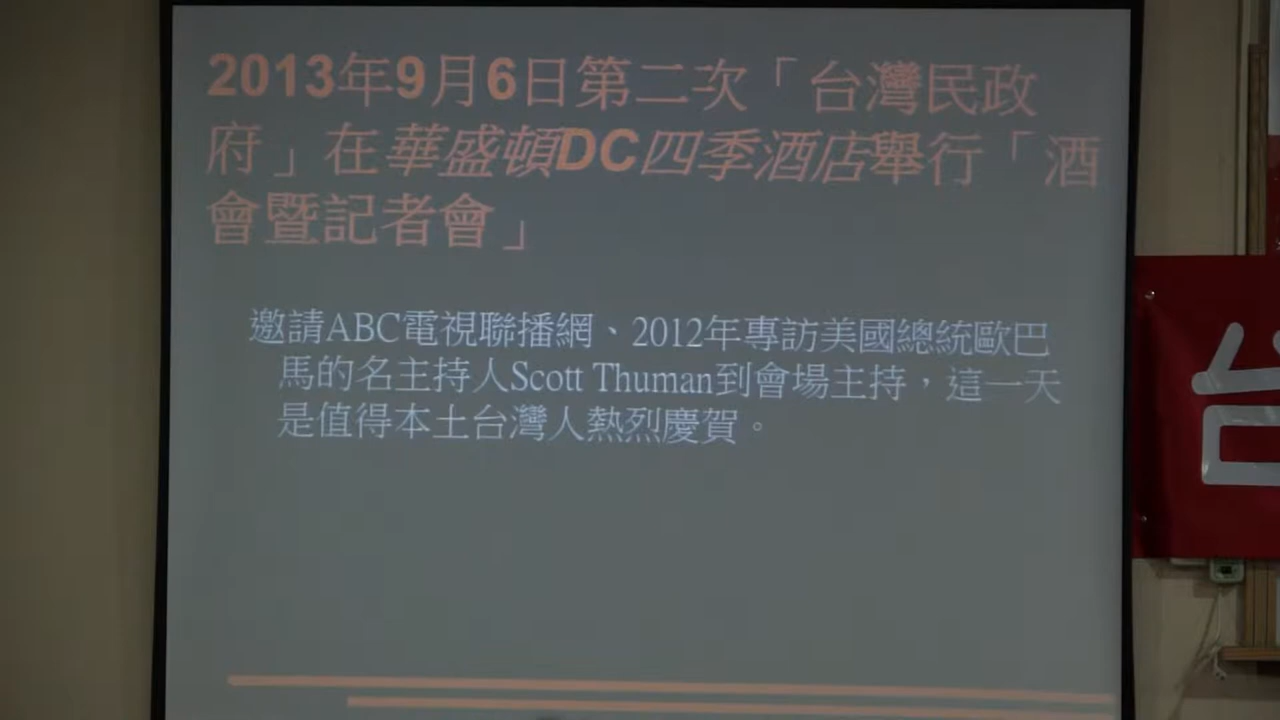 2013年9月6日第二次「台灣民政
府」在華盛頓DC四季酒店舉行「酒
會暨記者會」
邀請ABC電視聯播網、2012年專訪美國總統歐巴
馬的名主持人Scott Thuman到會場主持，這一天
是值得本土台灣人熱烈慶賀。
台